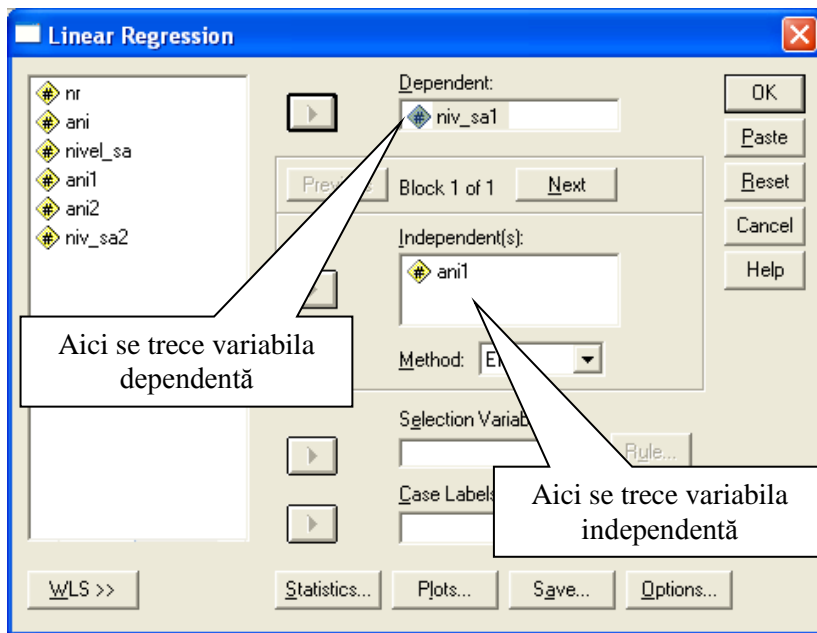 Linear Regression
nr
ani
nivel_sa
ani1
ani2
niv_sa2
Dependent:
niv_sa1
Block 1 of 1
Next
Independent(s):
ani1
Method:
Selection
Rule...
Case Labels
OK
Paste
Reset
Cancel
Help
Aici se trece variabila
dependentă
Aici se trece variabila
independentă
WLS >>
Statistics...
Plots...
Save...
Options...